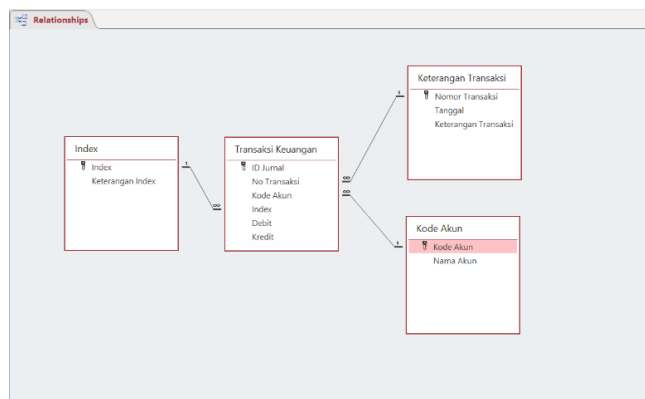 Relationships
Index
Index
Keterangan Index
1
∞
Transaksi Keuangan
ID Jurnal
No Transaksi
Kode Akun
Index
Debit
Kredit
∞
∞
1
Keterangan Transaksi
Nomor Transaksi
Tanggal
Keterangan Transaksi
1
Kode Akun
Kode Akun
Nama Akun